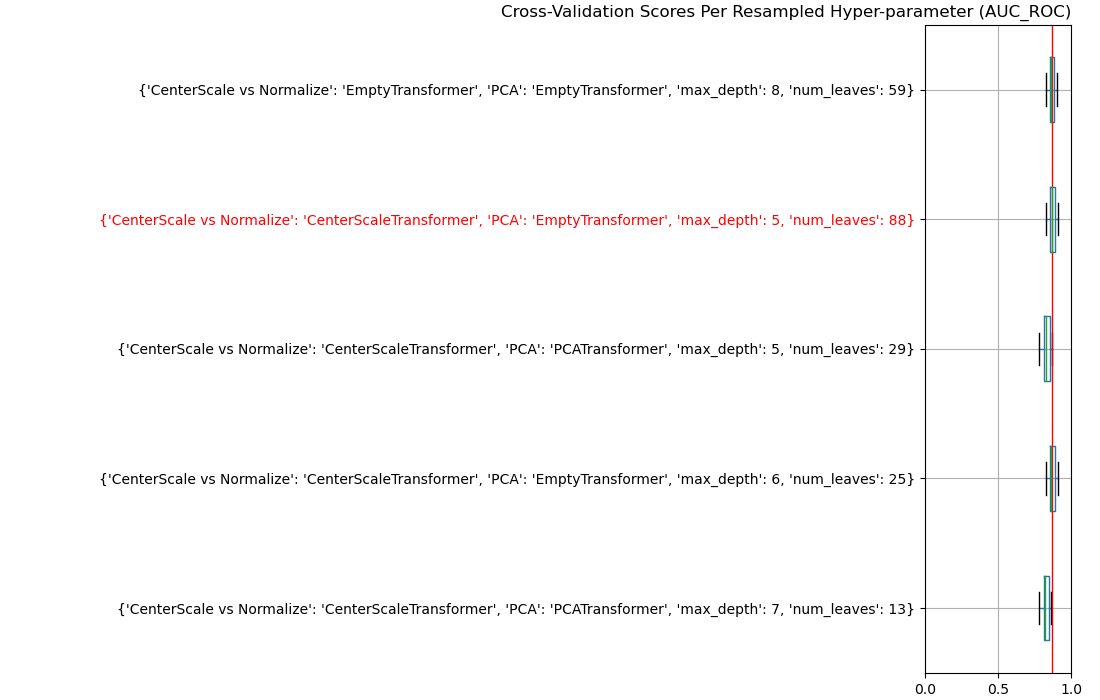 Cross-Validation Scores Per Resampled Hyper-parameter (AUC_ROC)
{'CenterScale vs Normalize': 'EmptyTransformer', 'PCA': 'EmptyTransformer', 'max_depth': 8, 'num_leaves': 59}
{'CenterScale vs Normalize': 'CenterScaleTransformer', 'PCA': 'EmptyTransformer', 'max_depth': 5, 'num_leaves': 88}
{'CenterScale vs Normalize': 'CenterScaleTransformer', 'PCA': 'PCATransformer', 'max_depth': 5, 'num_leaves': 29}
{'CenterScale vs Normalize': 'CenterScaleTransformer', 'PCA': 'EmptyTransformer', 'max_depth': 6, 'num_leaves': 25}
{'CenterScale vs Normalize': 'CenterScaleTransformer', 'PCA': 'PCATransformer', 'max_depth': 7, 'num_leaves': 13}
0.0 0.5 1.0